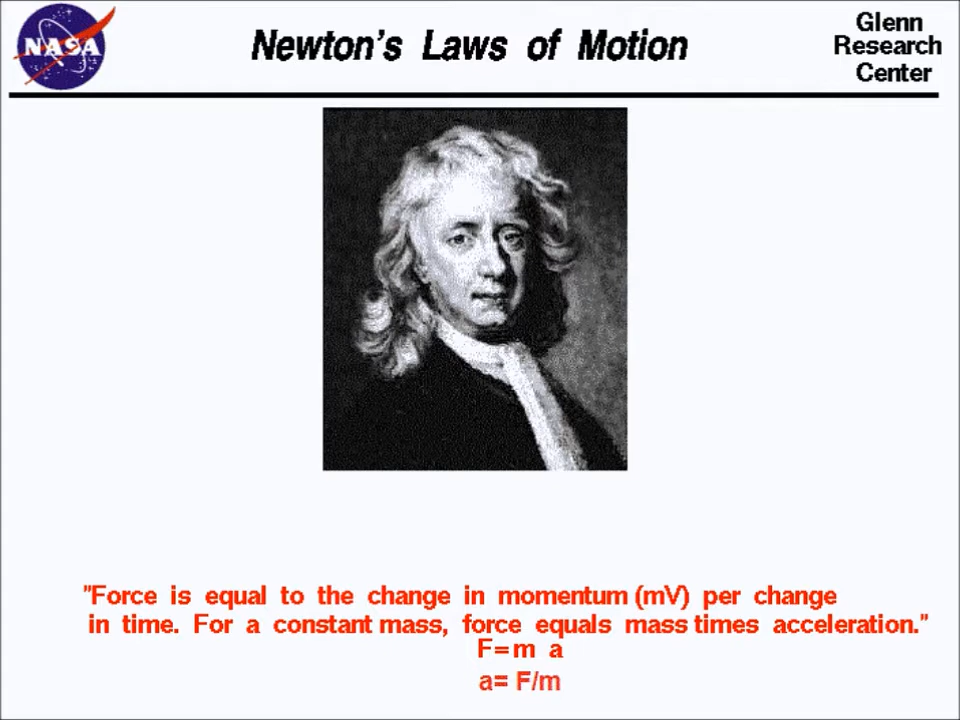 NASA
Newton's Laws of Motion
Glenn
Research
Center
"Force is equal to the change in momentum (mV) per change
in time. For a constant mass, force equals mass times acceleration."
F=m a
a= F/m